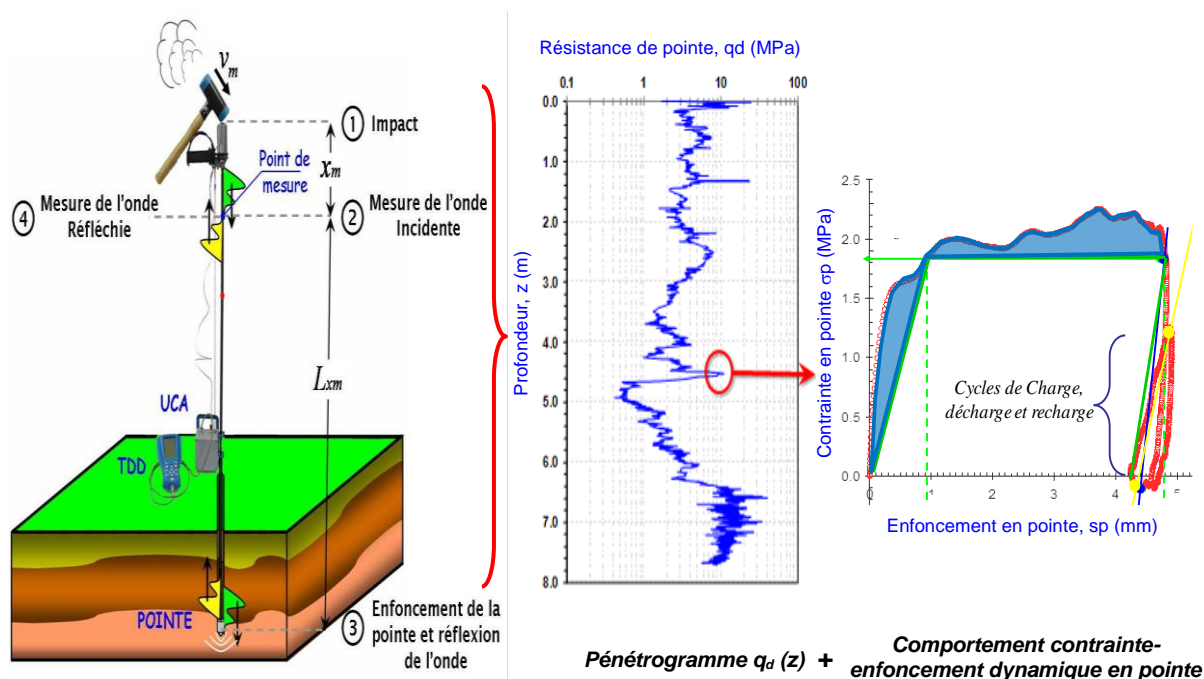 v_m
① Impact
x_m
Point de
mesure
④ Mesure de l'onde
Réfléchie
② Mesure de l'onde
Incidente
L_xm
UCA
TDD
POINTE
③ Enfoncement de la
pointe et réflexion
de l'onde
Résistance de pointe, qd (MPa)
0.1 1 10 100
Profondeur, z (m)
0.0
1.0
2.0
3.0
4.0
5.0
6.0
7.0
8.0
Pénétrogramme q_d (z) +
Contrainte en pointe σp (MPa)
2.5
2.0
1.5
1.0
0.5
0.0
Cycles de Charge,
décharge et recharge
0 1 2 3 4 5
Enfoncement en pointe, sp (mm)
Comportement contrainte-
enfoncement dynamique en pointe